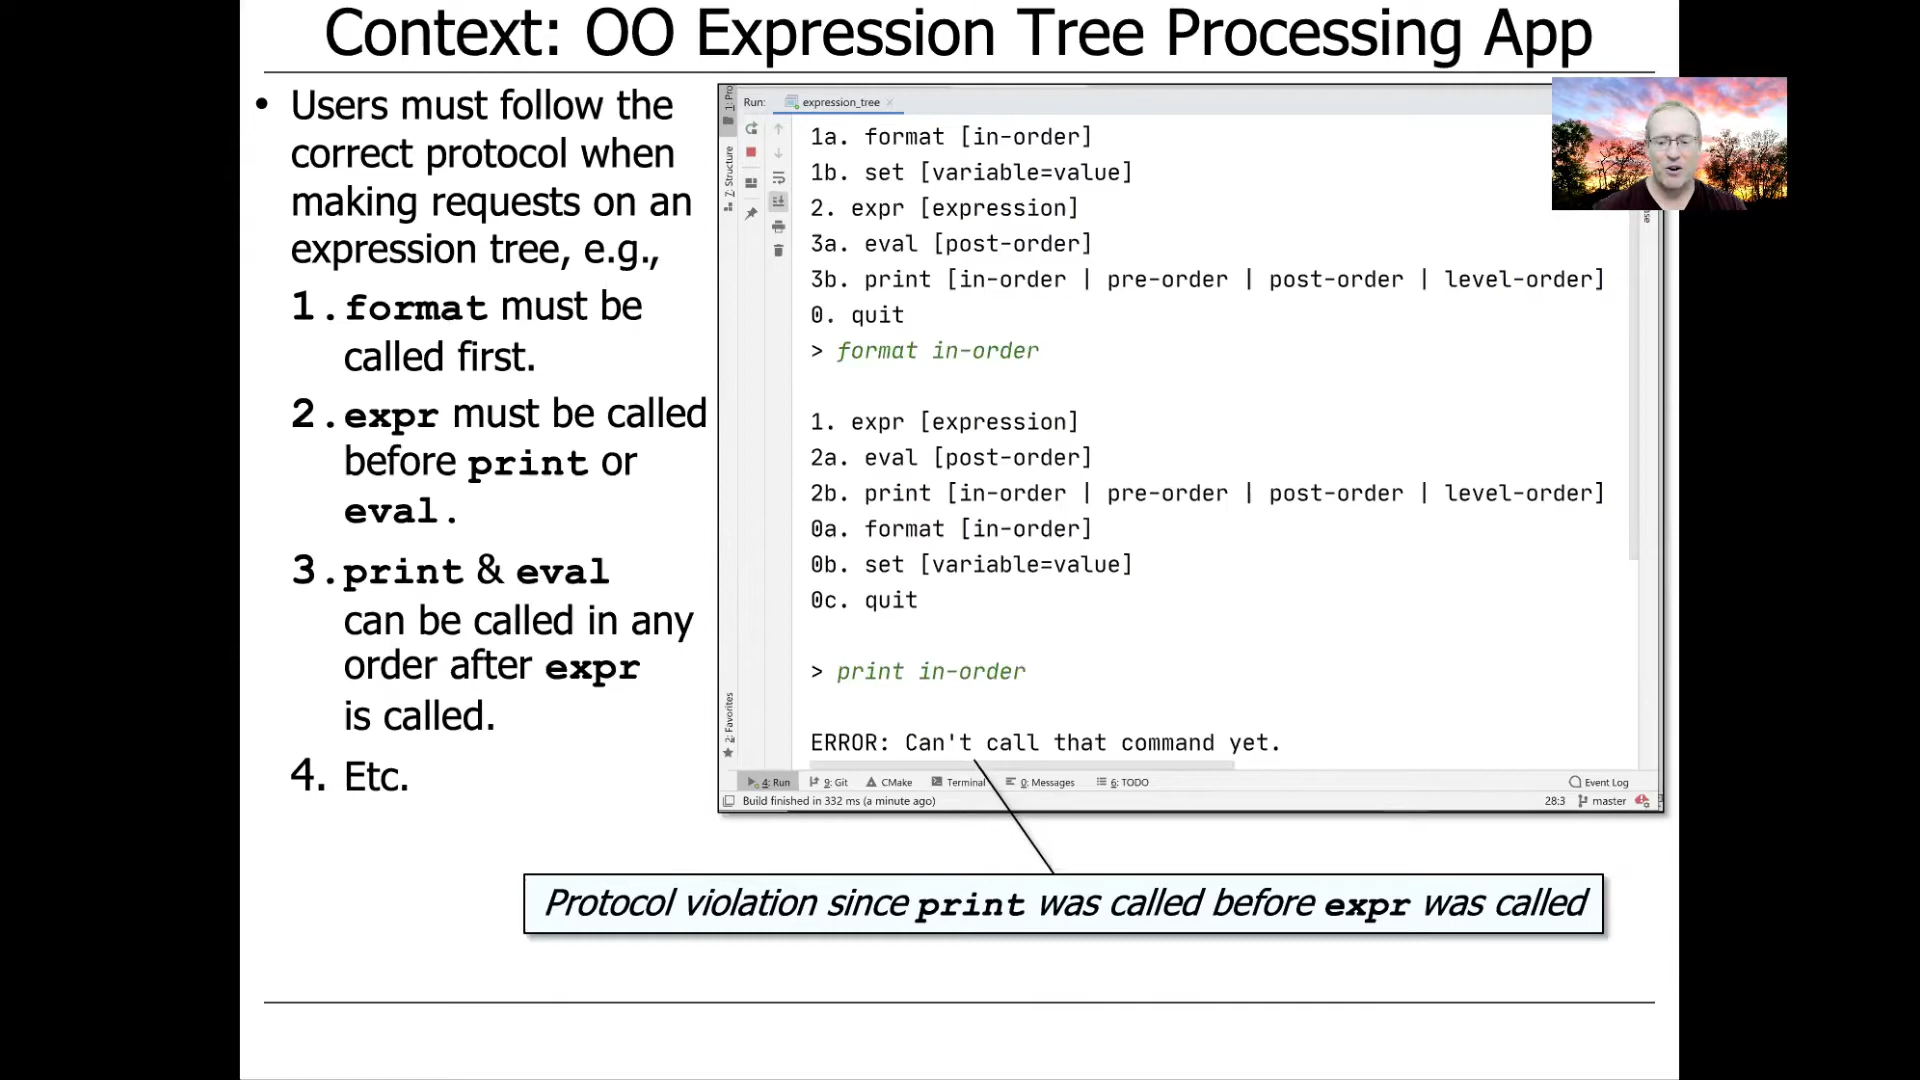 Context: OO Expression Tree Processing App
• Users must follow the
correct protocol when
making requests on an
expression tree, e.g.,
1. format must be
called first.
2. expr must be called
before print or
eval.
3. print & eval
can be called in any
order after expr
is called.
4. Etc.
1: Pro
Z: Structure
2: Favorites
Run: expression_tree
1a. format [in-order]
1b. set [variable=value]
2. expr [expression]
3a. eval [post-order]
3b. print [in-order | pre-order | post-order | level-order]
0. quit
> format in-order
1. expr [expression]
2a. eval [post-order]
2b. print [in-order | pre-order | post-order | level-order]
0a. format [in-order]
0b. set [variable=value]
0c. quit
> print in-order
ERROR: Can't call that command yet.
4: Run 9: Git CMake Terminal 0: Messages 6: TODO Event Log
Build finished in 332 ms (a minute ago) 28:3 master
Protocol violation since print was called before expr was called